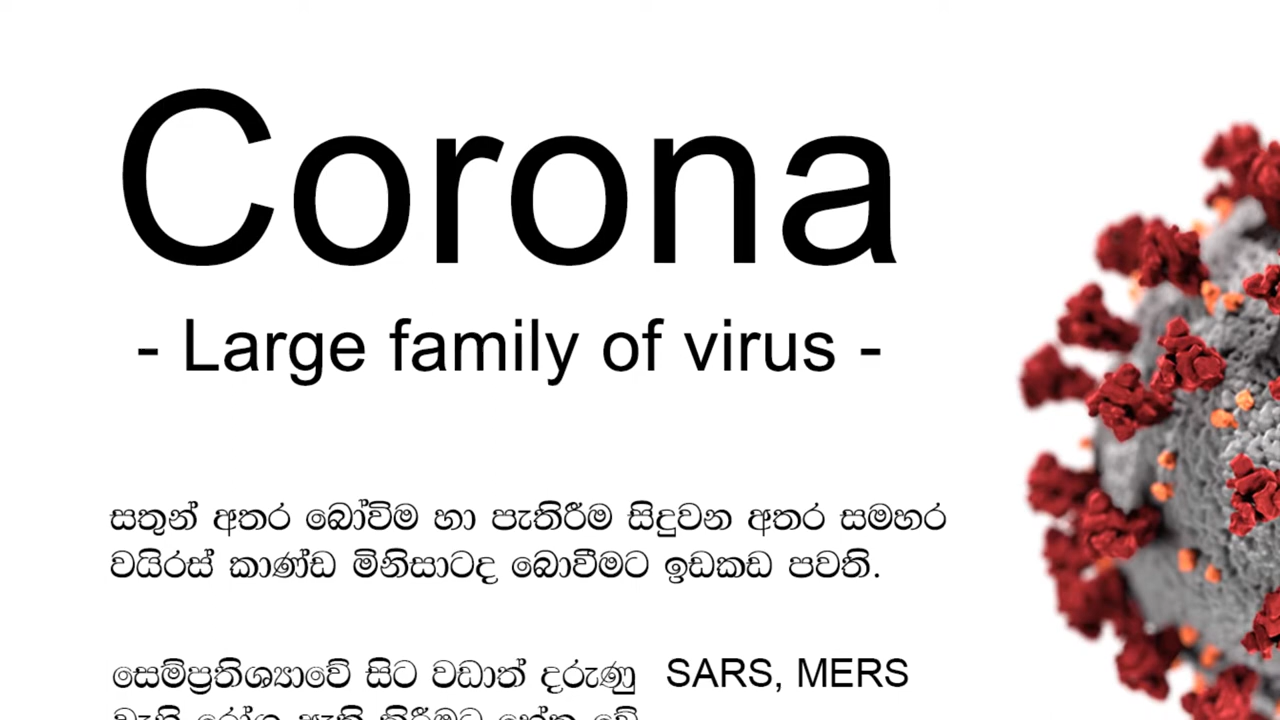 Corona
- Large family of virus -
සතුන් අතර බෝවිම හා පැතිරීම සිදුවන අතර සමහර
වයිරස් කාණ්ඩ මිනිසාටද බොවීමට ඉඩකඩ පවති.
සෙම්ප්‍රතිශ්‍යාවේ සිට වඩාත් දරුණු SARS, MERS